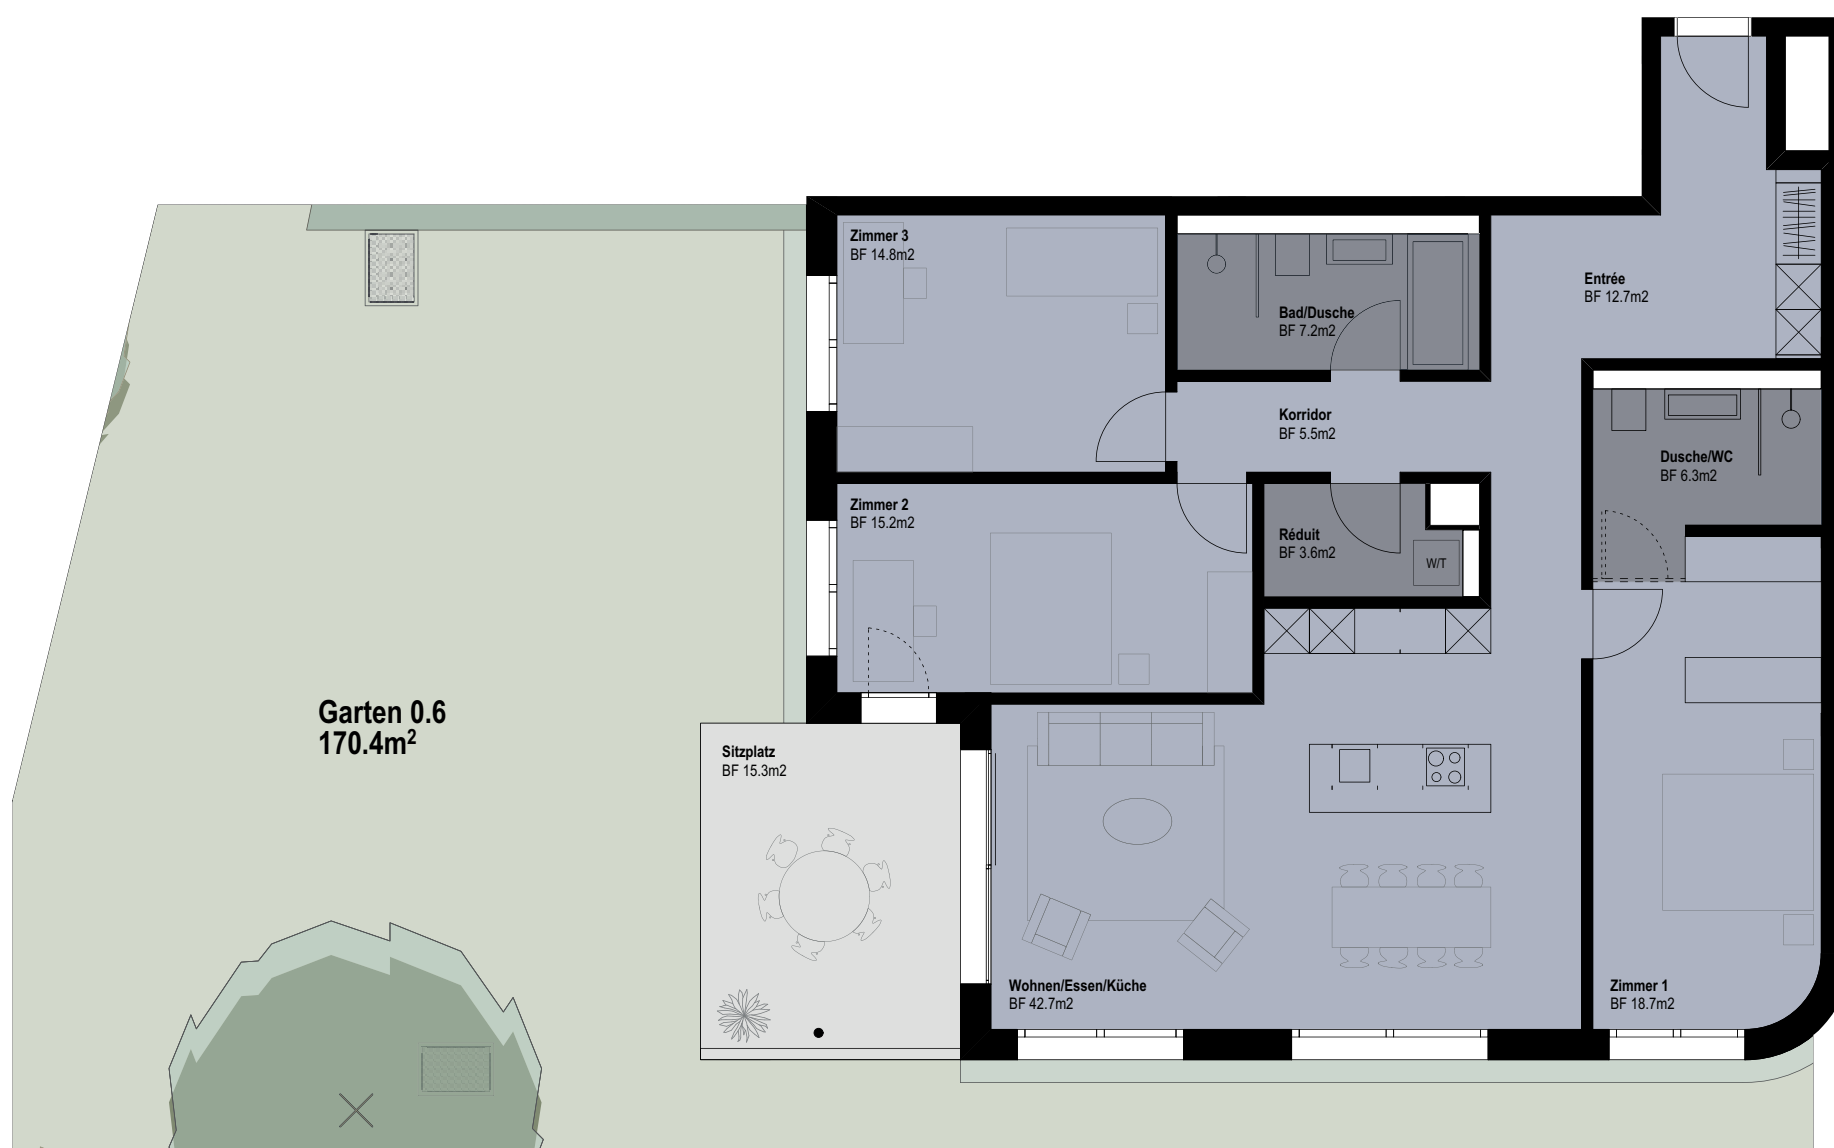 Zimmer 3
BF 14.8m2
Bad/Dusche
BF 7.2m2
Entrée
BF 12.7m2
Korridor
BF 5.5m2
Dusche/WC
BF 6.3m2
Zimmer 2
BF 15.2m2
Réduit
BF 3.6m2
W/T
Garten 0.6
170.4m²
Sitzplatz
BF 15.3m2
Wohnen/Essen/Küche
BF 42.7m2
Zimmer 1
BF 18.7m2